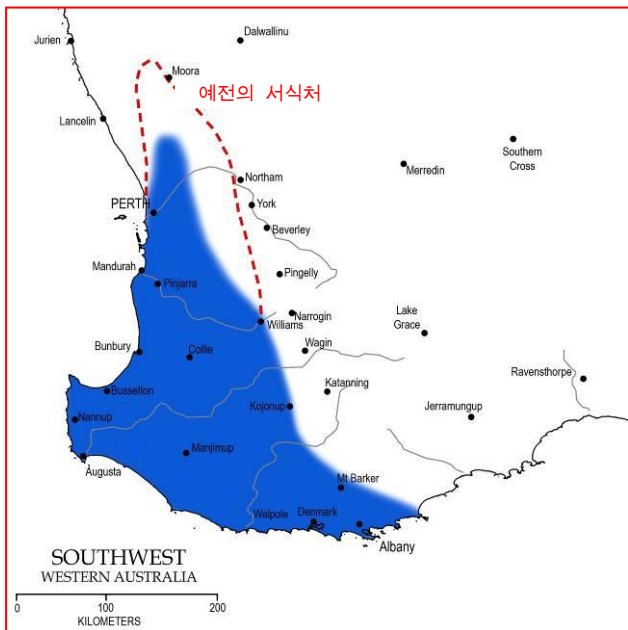 Jurien
Dalwallinu
Moora
예전의 서식처
Lancelin
Southern
Cross
Merredin
Northam
PERTH
York
Beverley
Mandurah
Pingelly
Pinjarra
Lake
Grace
Narrogin
Williams
Bunbury
Collie
Wagin
Ravensthorpe
Busselton
Katanning
Nannup
Kojonup
Jerramungup
Manjimup
Augusta
Mt Barker
Walpole
Denmark
Albany
SOUTHWEST
WESTERN AUSTRALIA
0 100 200
KILOMETERS